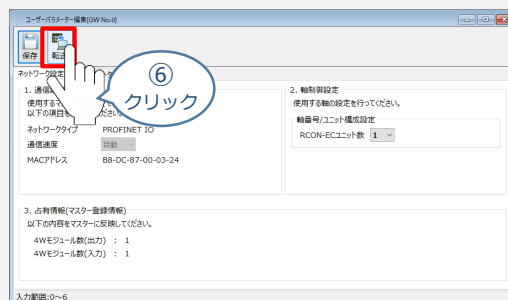 ユーザーパラメーター編集[GW No.0]
保存
転送
⑥
クリック
ネットワーク設定
1. 通信
使用する
以下の項目を
ださい。
ネットワークタイプ PROFINET IO
通信速度 自動
MACアドレス B8-DC-87-00-03-24
2. 軸制御設定
使用する軸の設定を行ってください。
軸番号/ユニット構成設定
RCON-ECユニット数 1
3. 占有情報(マスター登録情報)
以下の内容をマスターに反映してください。
4Wモジュール数(出力) : 1
4Wモジュール数(入力) : 1
入力範囲:0~6